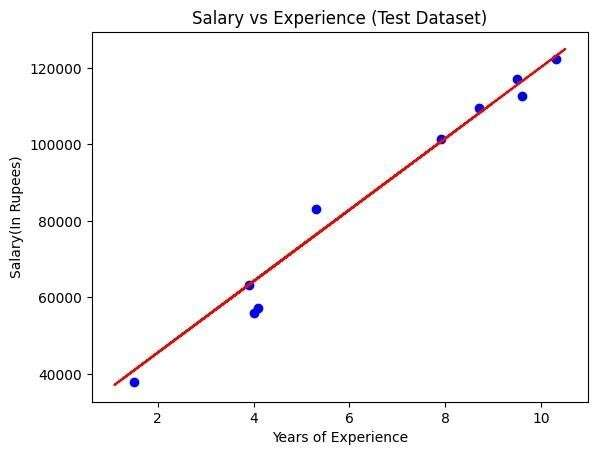 Salary vs Experience (Test Dataset)
120000
100000
80000
60000
40000
Salary(In Rupees)
2 4 6 8 10
Years of Experience